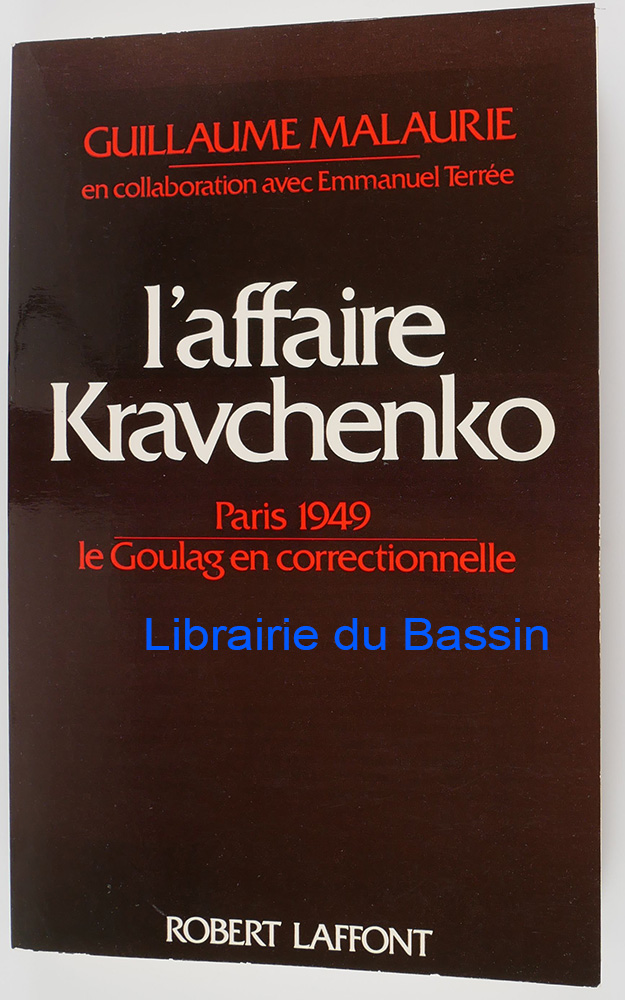 GUILLAUME MALAURIE
en collaboration avec Emmanuel Terrée
l'affaire
Kravchenko
Paris 1949
le Goulag en correctionnelle
Librairie du Bassin
ROBERT LAFFONT